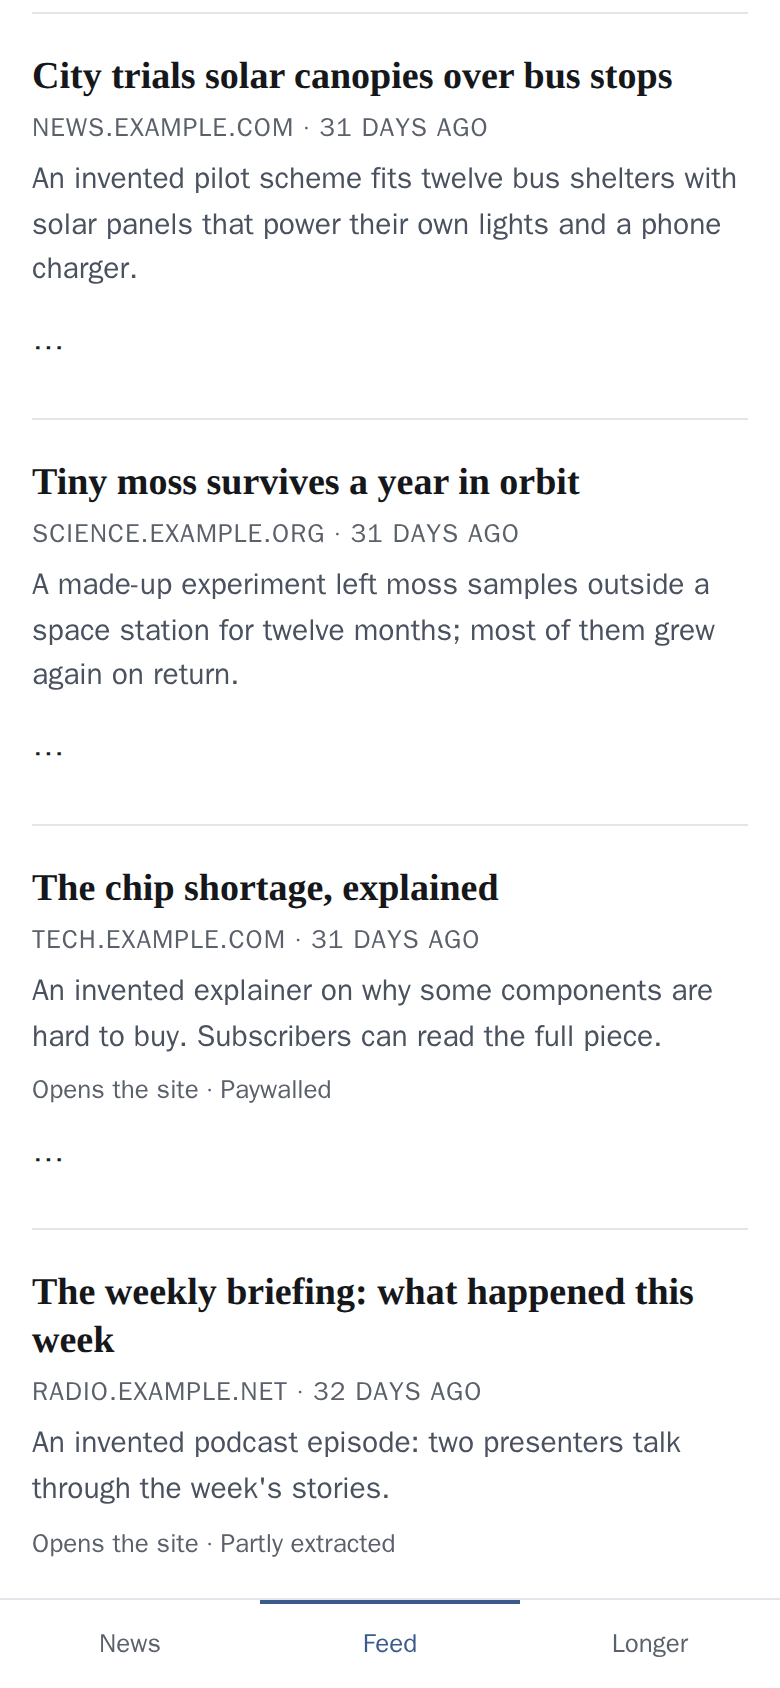 City trials solar canopies over bus stops
NEWS.EXAMPLE.COM · 31 DAYS AGO
An invented pilot scheme fits twelve bus shelters with
solar panels that power their own lights and a phone
charger.
...
Tiny moss survives a year in orbit
SCIENCE.EXAMPLE.ORG · 31 DAYS AGO
A made-up experiment left moss samples outside a
space station for twelve months; most of them grew
again on return.
...
The chip shortage, explained
TECH.EXAMPLE.COM · 31 DAYS AGO
An invented explainer on why some components are
hard to buy. Subscribers can read the full piece.
Opens the site · Paywalled
...
The weekly briefing: what happened this
week
RADIO.EXAMPLE.NET · 32 DAYS AGO
An invented podcast episode: two presenters talk
through the week's stories.
Opens the site · Partly extracted
News Feed Longer